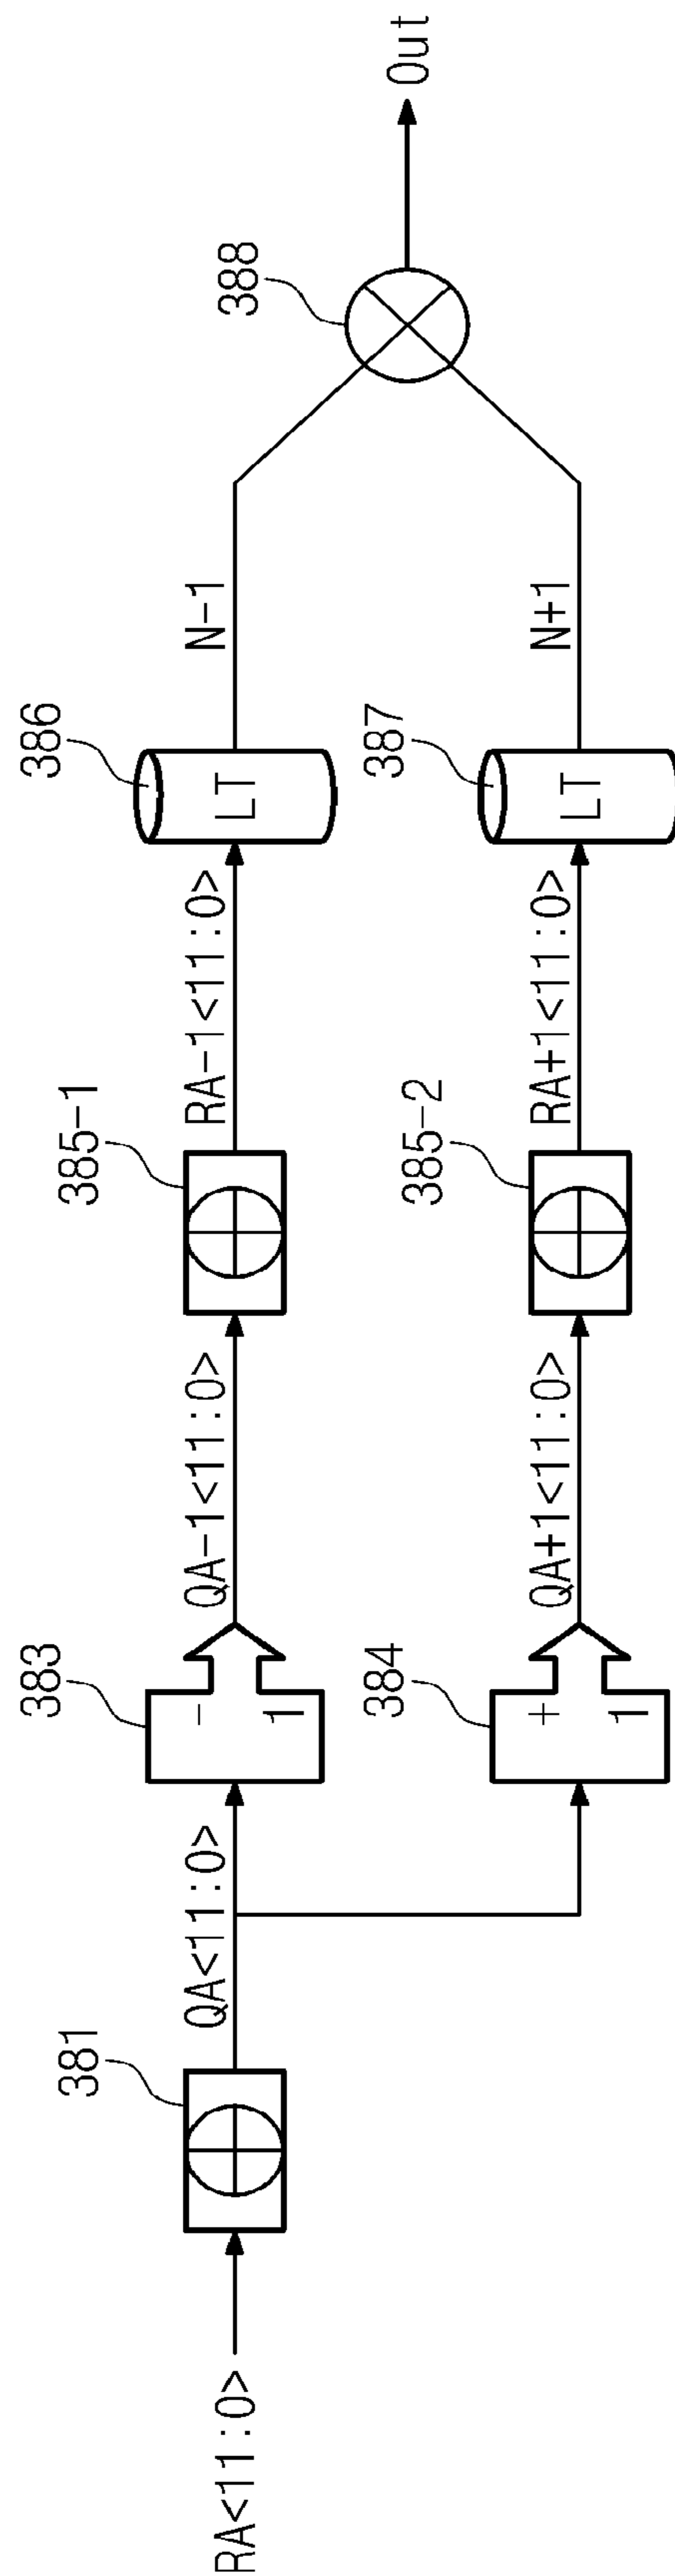 RA<11:0>
381
QA<11:0>
383
- 1
QA-1<11:0>
385-1
RA-1<11:0>
386
LT
N-1
384
+ 1
QA+1<11:0>
385-2
RA+1<11:0>
387
LT
N+1
388
Out